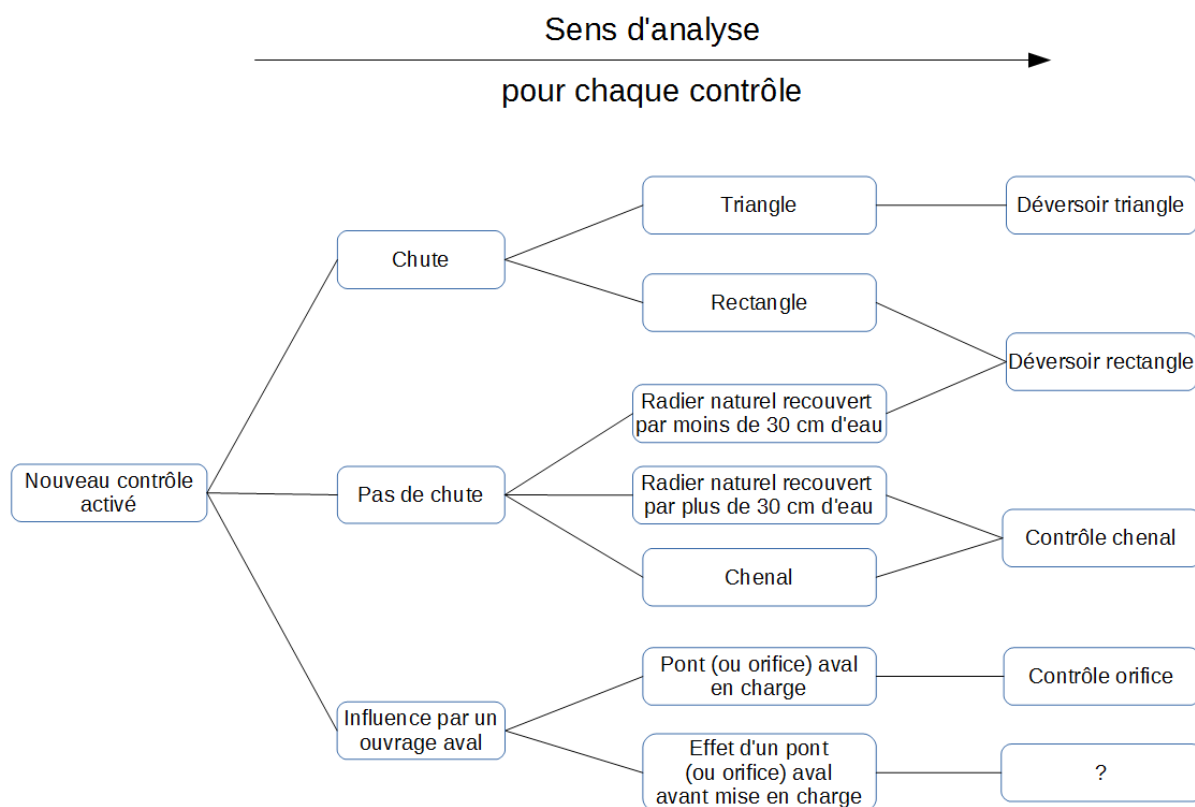 Sens d'analyse
pour chaque contrôle
Triangle
Déversoir triangle
Chute
Rectangle
Déversoir rectangle
Radier naturel recouvert
par moins de 30 cm d'eau
Nouveau contrôle
activé
Pas de chute
Radier naturel recouvert
par plus de 30 cm d'eau
Contrôle chenal
Chenal
Pont (ou orifice) aval
en charge
Contrôle orifice
Influence par un
ouvrage aval
Effet d'un pont
(ou orifice) aval
avant mise en charge
?